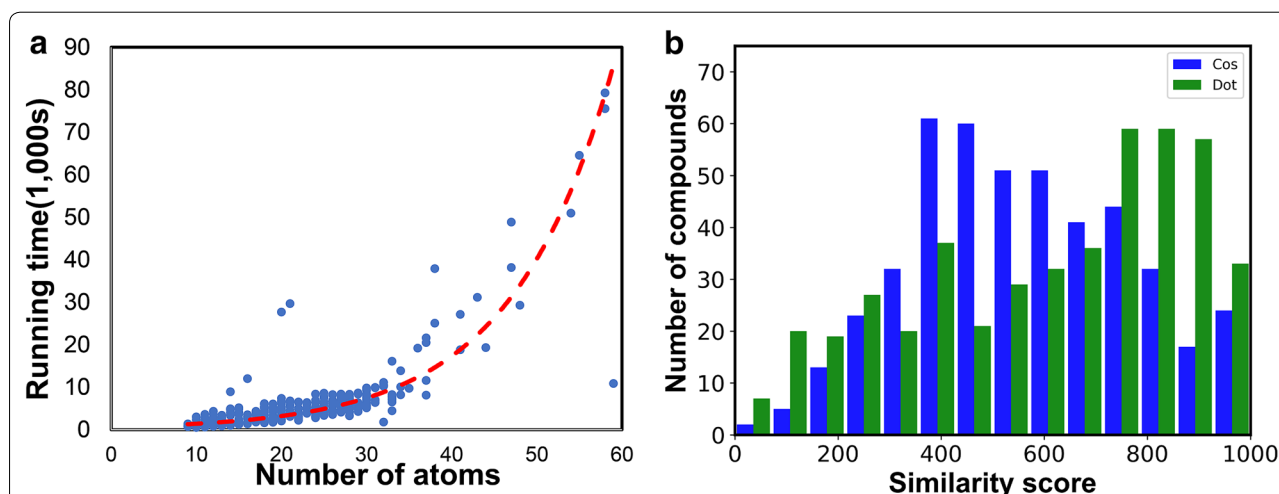 a
Running time(1,000s)
90
80
70
60
50
40
30
20
10
0
0 10 20 30 40 50 60
Number of atoms
b
Number of compounds
70
60
50
40
30
20
10
0
Cos
Dot
0 200 400 600 800 1000
Similarity score